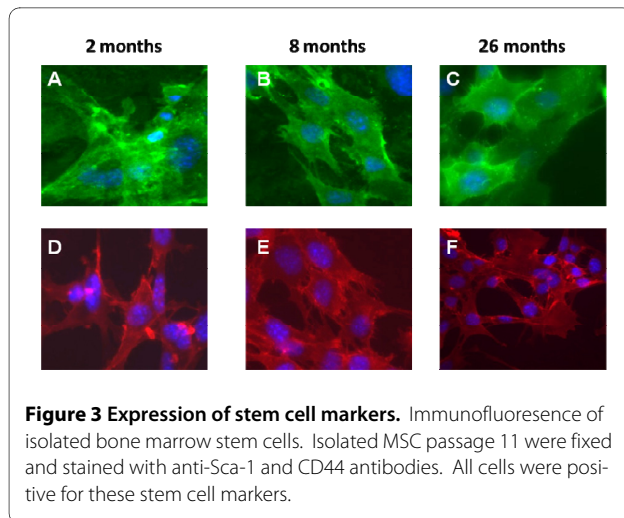 2 months 8 months 26 months
A B C
D E F
Figure 3 Expression of stem cell markers. Immunofluoresence of
isolated bone marrow stem cells. Isolated MSC passage 11 were fixed
and stained with anti-Sca-1 and CD44 antibodies. All cells were posi-
tive for these stem cell markers.